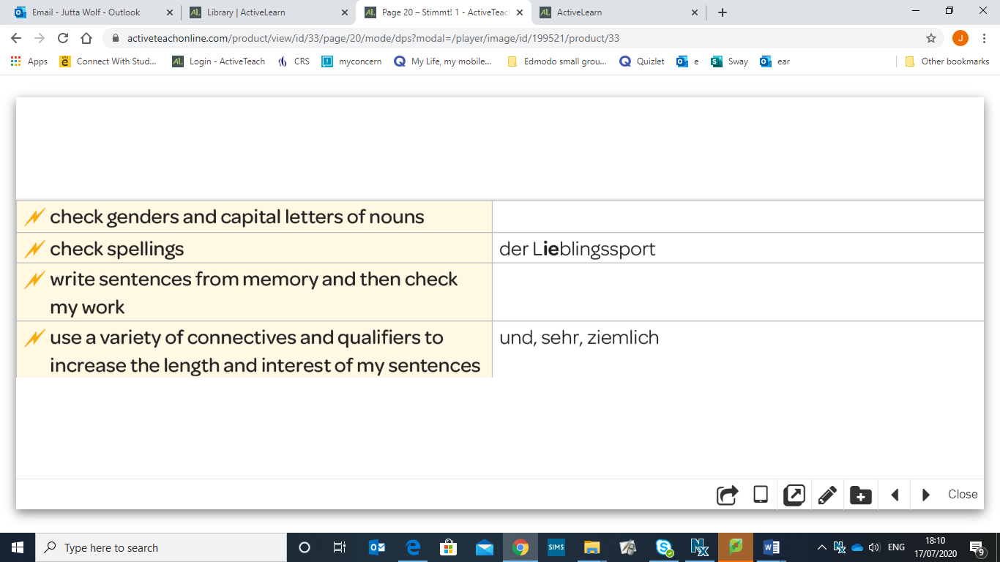 Email - Jutta Wolf - Outlook
Library | ActiveLearn
Page 20 – Stimmt! 1 - ActiveTeac
ActiveLearn
activeteachonline.com/product/view/id/33/page/20/mode/dps?modal=/player/image/id/199521/product/33
J
Apps
Connect With Stud...
Login - ActiveTeach
CRS
myconcern
My Life, my mobile...
Edmodo small grou...
Quizlet
e
Sway
ear
Other bookmarks
check genders and capital letters of nouns
check spellings
der Lieblingssport
write sentences from memory and then check
my work
use a variety of connectives and qualifiers to
und, sehr, ziemlich
increase the length and interest of my sentences
Close
Type here to search
SIMS
ENG
18:10
17/07/2020
9